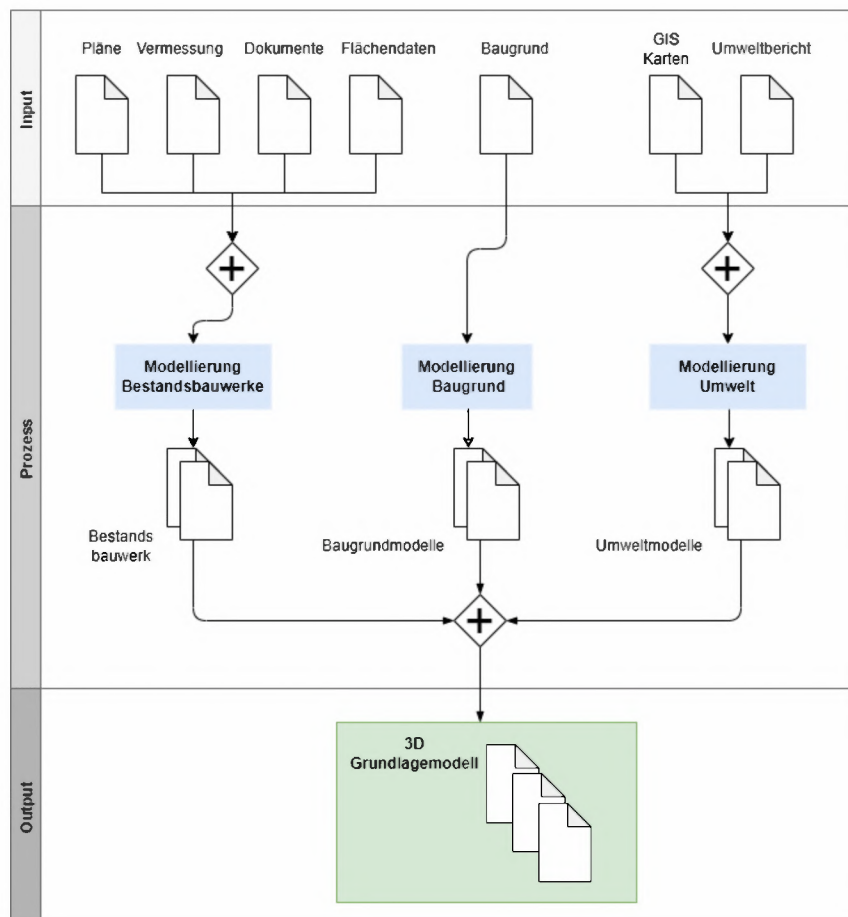 Input
Pläne
Vermessung
Dokumente
Flächendaten
Baugrund
GIS
Karten
Umweltbericht
Prozess
Modellierung
Bestandsbauwerke
Modellierung
Baugrund
Modellierung
Umwelt
Bestands
bauwerk
Baugrundmodelle
Umweltmodelle
Output
3D
Grundlagemodell